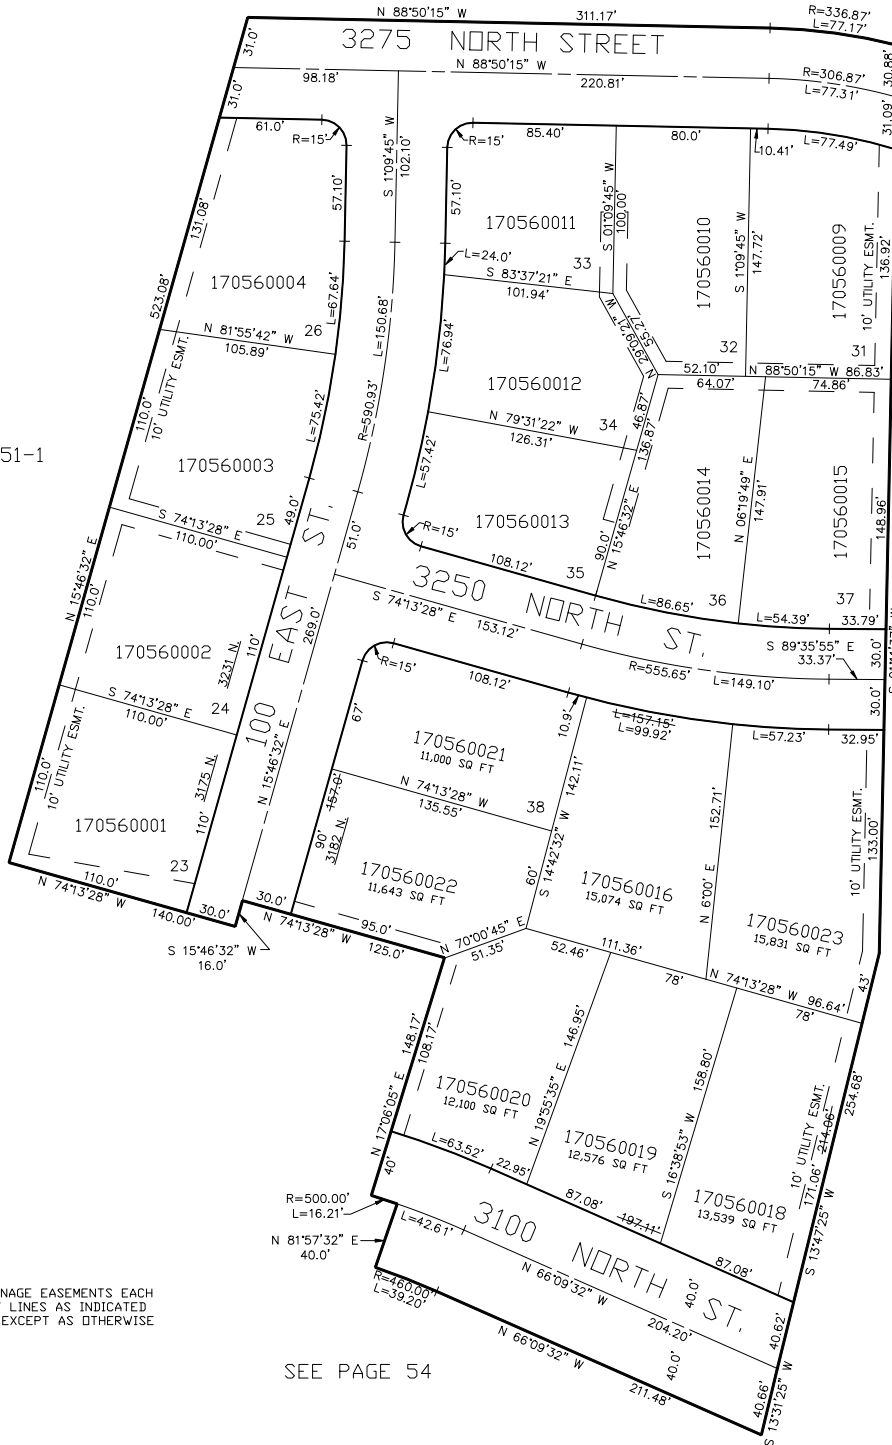 N 88°50'15" W
311.17'
R=336.87'
L=77.17'
31.0'
3275 NORTH STREET
30.88'
N 88°50'15" W
98.18'
220.81'
R=306.87'
L=77.31'
31.0'
31.09'
61.0'
R=15'
S 1°09'45" W
102.10'
R=15'
85.40'
80.0'
10.41'
L=77.49'
57.10'
57.10'
131.08'
523.08'
170560004
26
L=67.64'
L=150.68'
170560011
33
L=24.0'
S 83°37'21" E
101.94'
S 01°09'45" W
100.00'
170560010
32
S 1°09'45" W
147.72'
170560009
31
10' UTILITY ESMT.
136.92'
N 81°55'42" W
105.89'
L=76.94'
N 29°09'21" W
55.27'
52.10'
N 88°50'15" W 86.83'
64.07'
74.86'
110.0'
10' UTILITY ESMT.
L=75.42'
R=590.93'
170560012
34
N 79°31'22" W
126.31'
46.87'
136.87'
51-1
170560003
25
L=57.42'
170560013
35
90.0'
N 15°46'32" E
170560014
36
N 06°19'49" E
147.91'
170560015
37
148.96'
49.0'
51.0'
R=15'
108.12'
S 74°13'28" E
110.00'
N 15°46'32" E
110.0'
3250 NORTH ST.
S 74°13'28" E 153.12'
L=86.65'
L=54.39'
33.79'
S 89°35'55" E
33.37'
30.0'
30.0'
R=555.65'
L=149.10'
170560002
24
3231 N
110'
100 EAST ST.
269.0'
N 15°46'32" E
R=15'
108.12'
10.9'
L=157.15'
L=99.92'
L=57.23'
32.95'
S 74°13'28" E
110.00'
67'
170560021
11,000 SQ FT
142.11'
N 74°13'28" W
135.55'
38
110.0'
10' UTILITY ESMT.
3175 N
110'
170560001
23
157.0'
90'
3182 N
170560022
11,643 SQ FT
60'
S 14°42'32" W
170560016
15,074 SQ FT
152.71'
N 6°00' E
10' UTILITY ESMT.
133.00'
170560023
15,831 SQ FT
110.0'
N 74°13'28" W
140.00'
30.0'
30.0'
N 74°13'28" W
95.0'
125.0'
S 15°46'32" W
16.0'
N 70°00'45" E
51.35'
52.46'
111.36'
78'
N 74°13'28" W 96.64'
78'
43'
148.17'
108.17'
N 17°06'05" E
170560020
12,100 SQ FT
146.95'
N 19°55'35" E
170560019
12,576 SQ FT
158.80'
S 16°38'53" W
170560018
13,539 SQ FT
10' UTILITY ESMT.
171.06'
214.06'
254.68'
S 13°47'25" W
L=63.52'
22.95'
87.08'
197.11'
87.08'
40'
R=500.00'
L=16.21'
L=42.61'
3100 NORTH ST.
N 81°57'32" E
40.0'
N 66°09'32" W
204.20'
40.0'
40.62'
R=460.00'
L=39.20'
N 66°09'32" W
211.48'
40.0'
40.66'
S 13°31'25" W
NAGE EASEMENTS EACH
LINES AS INDICATED
EXCEPT AS OTHERWISE
SEE PAGE 54